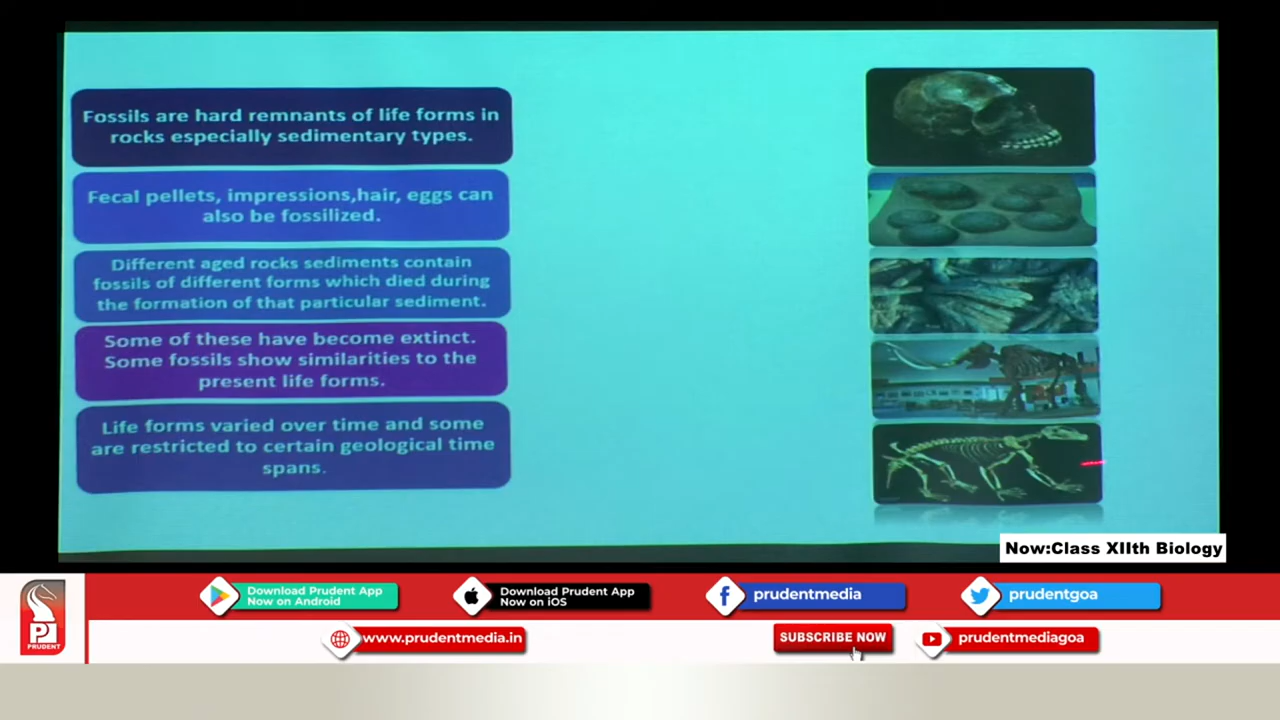 Fossils are hard remnants of life forms in
rocks especially sedimentary types.
Fecal pellets, impressions,hair, eggs can
also be fossilized.
Different aged rocks sediments contain
fossils of different forms which died during
the formation of that particular sediment.
Some of these have become extinct.
Some fossils show similarities to the
present life forms.
Life forms varied over time and some
are restricted to certain geological time
spans.
Now:Class XIIth Biology
Download Prudent App
Now on Android
Download Prudent App
Now on iOS
prudentmedia
prudentgoa
PRUDENT
www.prudentmedia.in
SUBSCRIBE NOW
prudentmediagoa